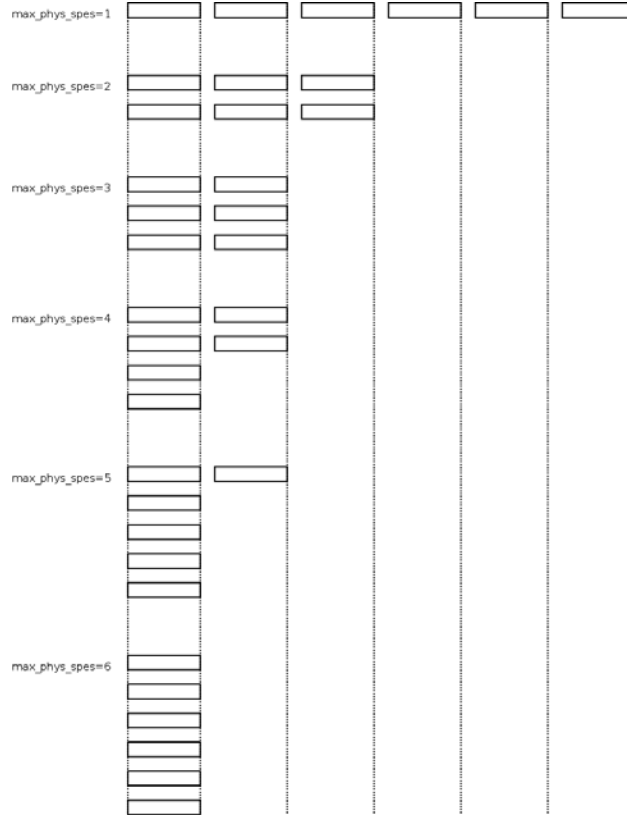 max_phys_spes=1
max_phys_spes=2
max_phys_spes=3
max_phys_spes=4
max_phys_spes=5
max_phys_spes=6